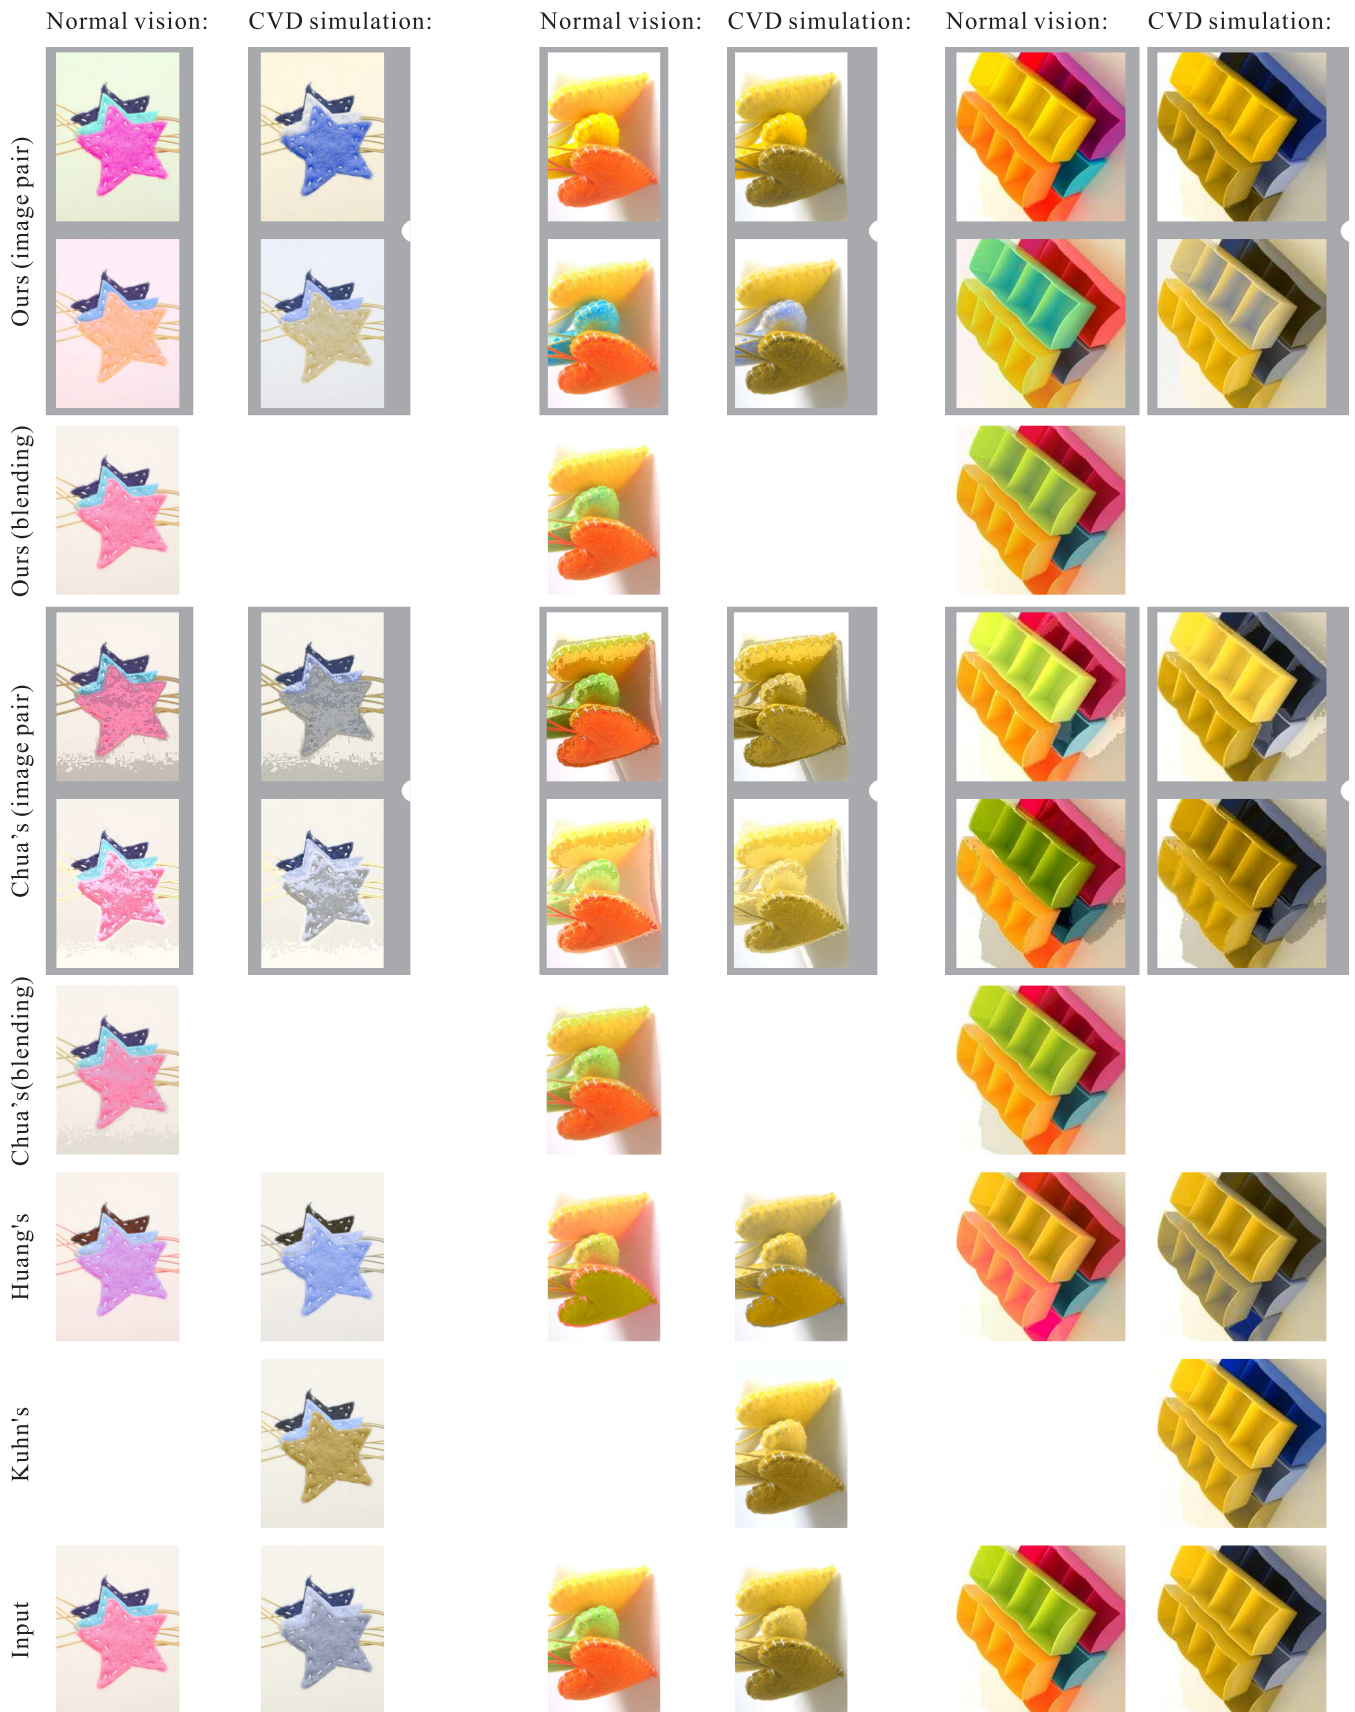 Normal vision: CVD simulation: Normal vision: CVD simulation: Normal vision: CVD simulation:
Ours (image pair)
Ours (blending)
Chua's (image pair)
Chua's(blending)
Huang's
Kuhn's
Input